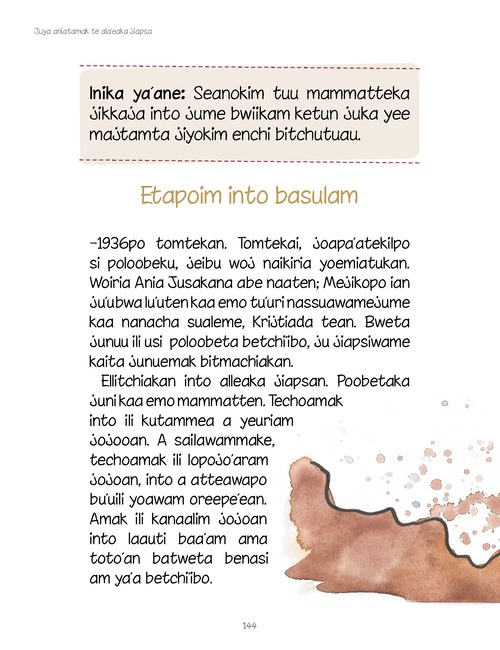 Juya aniatamak te ala'eaka jiapsa
Inika ya'ane: Seanokim tuu mammatteka
jikkaja into jume bwiikam ketun juka yee
majtamta jiyokim enchi bitchutuau.
Etapoim into basulam
–1936po tomtekan. Tomtekai, joapa'atekilpo
si poloobeku, jeibu woj naikiria yoemiatukan.
Woiria Ania Jusakana abe naaten; Mejikopo ian
ju'ubwa lu'uten kaa emo tu'uri nassuawamejume
kaa nanacha sualeme, Krijtiada tean. Bweta
junuu ili usi poloobeta betchi'ibo, ju jiapsiwame
kaita junuemak bitmachiakan.
Ellitchiakan into alleaka jiapsan. Poobetaka
juni kaa emo mammatten. Techoamak
into ili kutammea a yeuriam
jojooan. A sailawammake,
techoamak ili lopojo'aram
jojoan, into a atteawapo
bu'uili yoawam oreepe'ean.
Amak ili kanaalim jojoan
into laauti baa'am ama
toto'an batweta benasi
am ya'a betchi'ibo.
144